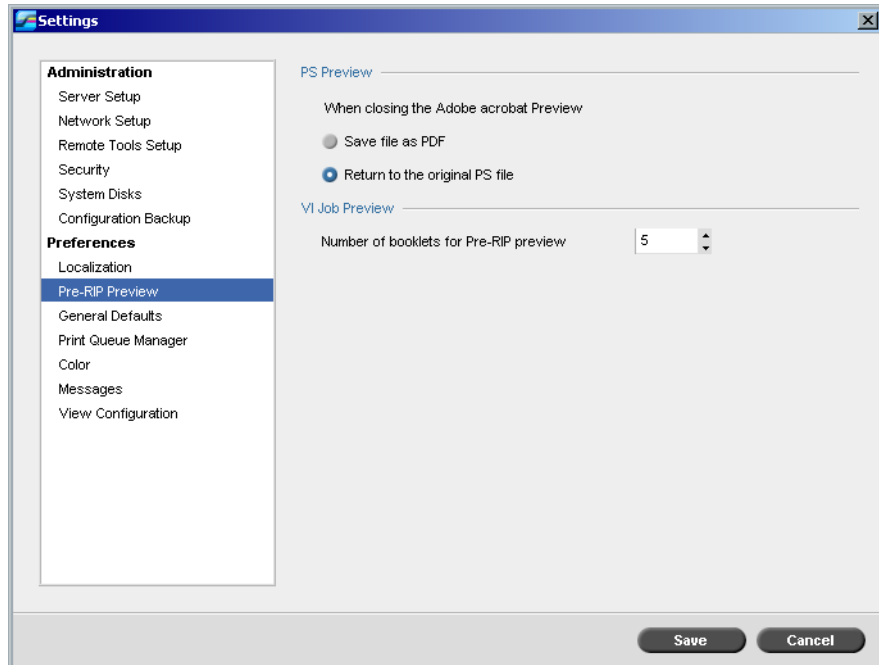 Settings
Administration
Server Setup
Network Setup
Remote Tools Setup
Security
System Disks
Configuration Backup
Preferences
Localization
Pre-RIP Preview
General Defaults
Print Queue Manager
Color
Messages
View Configuration
PS Preview
When closing the Adobe acrobat Preview
Save file as PDF
Return to the original PS file
VI Job Preview
Number of booklets for Pre-RIP preview 5
Save Cancel